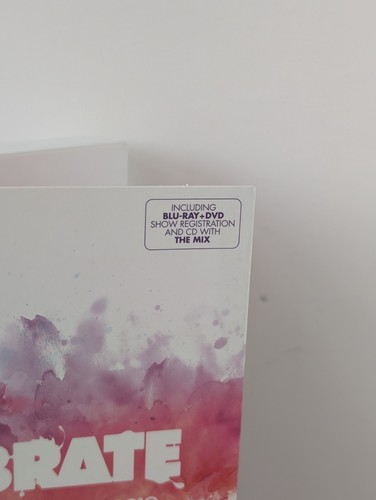 INCLUDING
BLU-RAY+DVD
SHOW REGISTRATION
AND CD WITH
THE MIX
BRATE